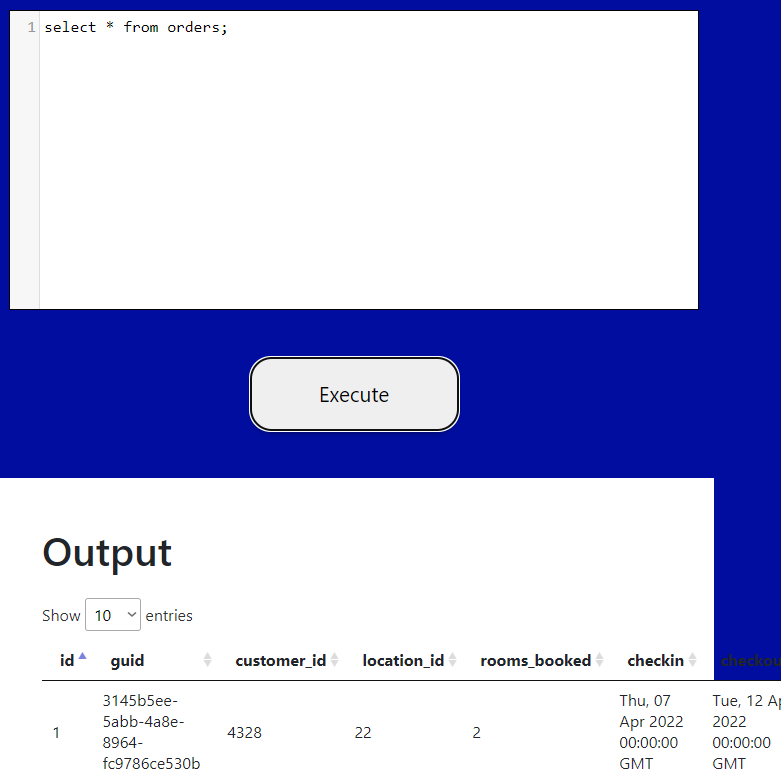 1 select * from orders;
Execute
Output
Show 10 entries
id guid customer_id location_id rooms_booked checkin checkou
3145b5ee- Thu, 07 Tue, 12 Ap
5abb-4a8e- Apr 2022 2022
1 4328 22 2
8964- 00:00:00 00:00:00
fc9786ce530b GMT GMT